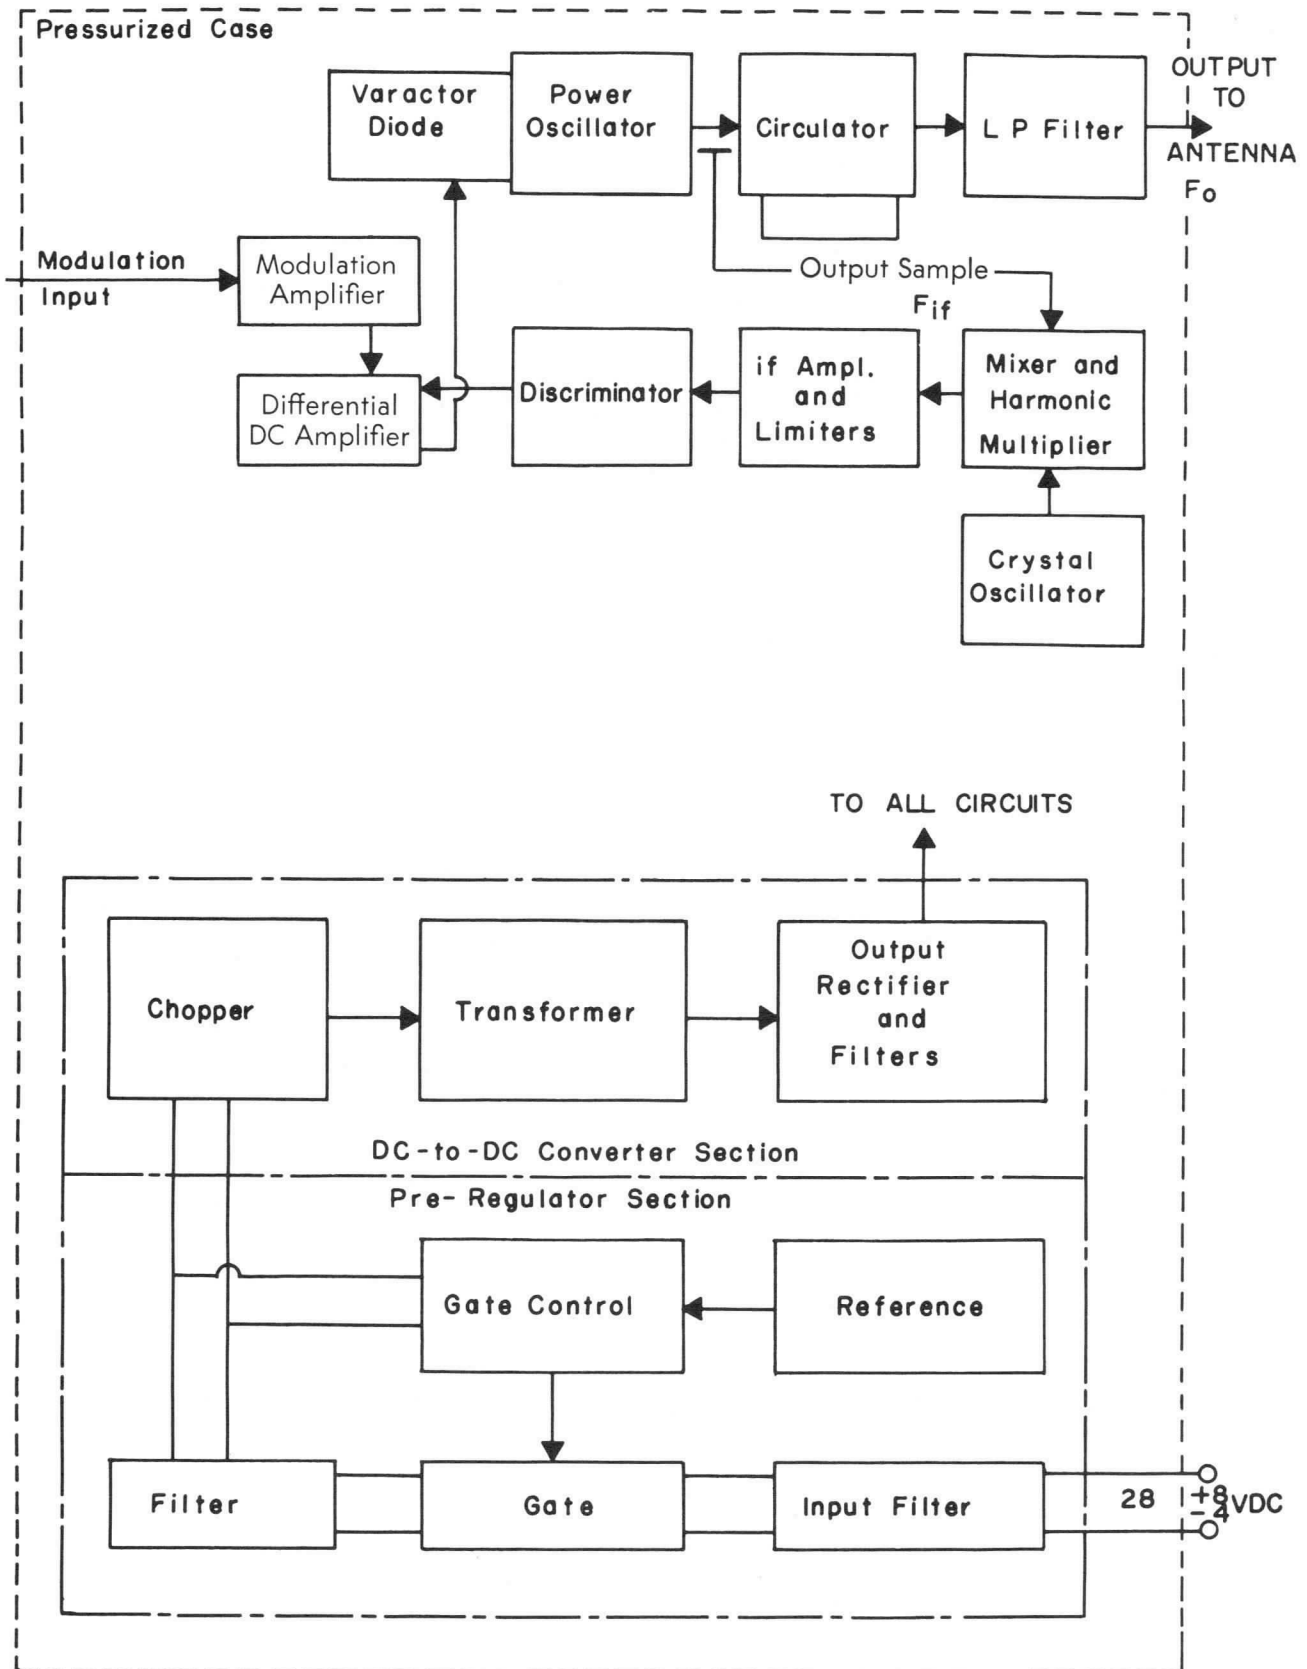 Pressurized Case
Varactor
Diode
Power
Oscillator
Circulator
L P Filter
OUTPUT
TO
ANTENNA
Fo
Modulation
Input
Modulation
Amplifier
Output Sample
Fif
Differential
DC Amplifier
Discriminator
if Ampl.
and
Limiters
Mixer and
Harmonic
Multiplier
Crystal
Oscillator
TO ALL CIRCUITS
Chopper
Transformer
Output
Rectifier
and
Filters
DC-to-DC Converter Section
Pre-Regulator Section
Gate Control
Reference
Filter
Gate
Input Filter
28 +8 -4 VDC